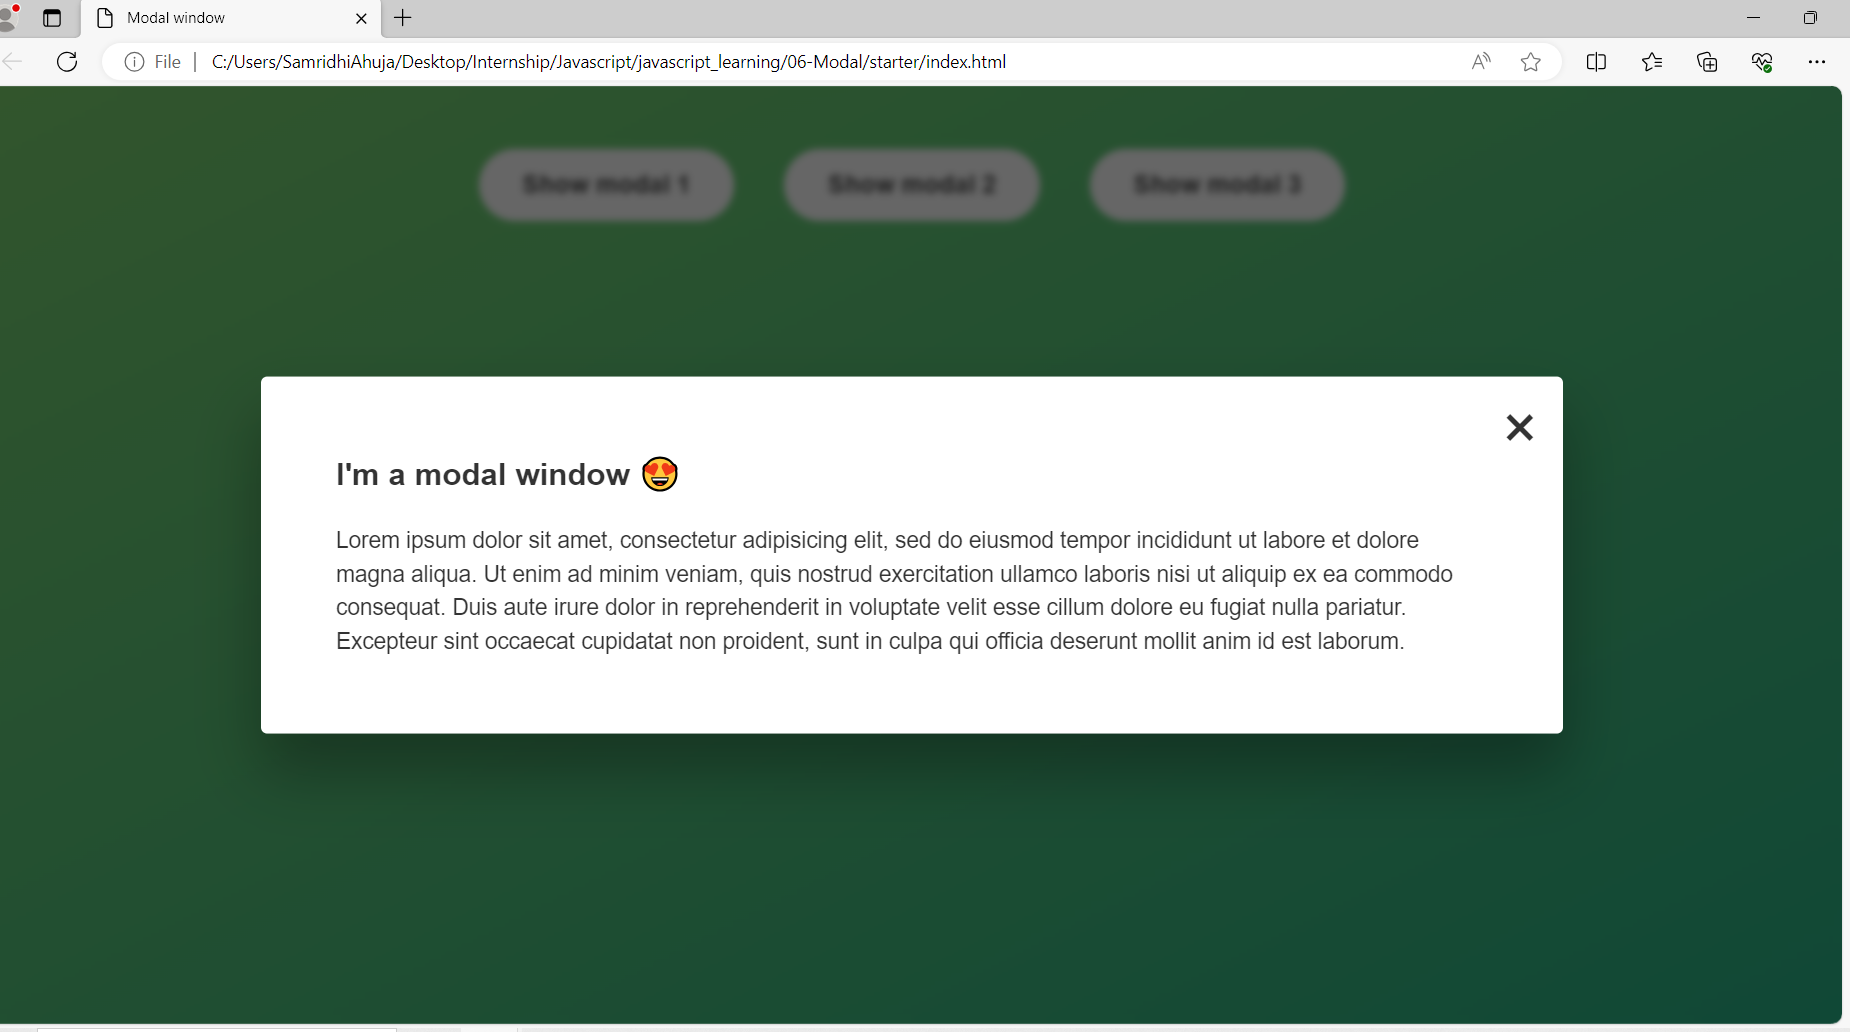 Modal window
File
C:/Users/SamridhiAhuja/Desktop/Internship/Javascript/javascript_learning/06-Modal/starter/index.html
Show modal 1
Show modal 2
Show modal 3
I'm a modal window 😍
Lorem ipsum dolor sit amet, consectetur adipisicing elit, sed do eiusmod tempor incididunt ut labore et dolore
magna aliqua. Ut enim ad minim veniam, quis nostrud exercitation ullamco laboris nisi ut aliquip ex ea commodo
consequat. Duis aute irure dolor in reprehenderit in voluptate velit esse cillum dolore eu fugiat nulla pariatur.
Excepteur sint occaecat cupidatat non proident, sunt in culpa qui officia deserunt mollit anim id est laborum.